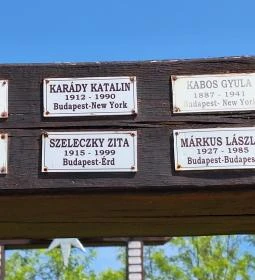 KARÁDY KATALIN
1912 - 1990
Budapest-New York
KABOS GYULA
1887 - 1941
Budapest- New York
SZELECZKY ZITA
1915 - 1999
Budapest-Érd
MÁRKUS LÁSZL
1927 - 1985
Budapest-Budapes